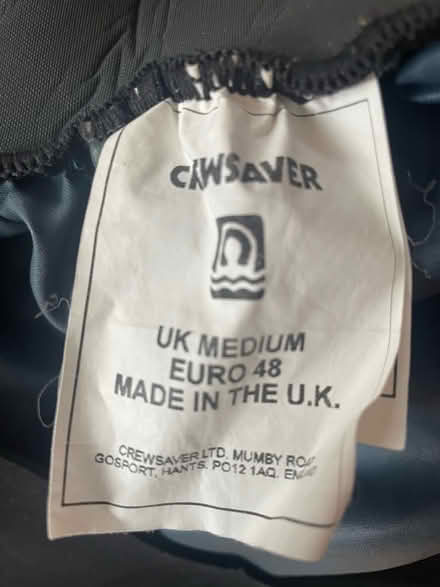 CREWSAVER
UK MEDIUM
EURO 48
MADE IN THE U.K.
CREWSAVER LTD. MUMBY ROAD
GOSPORT, HANTS. PO12 1AQ. ENGLAND